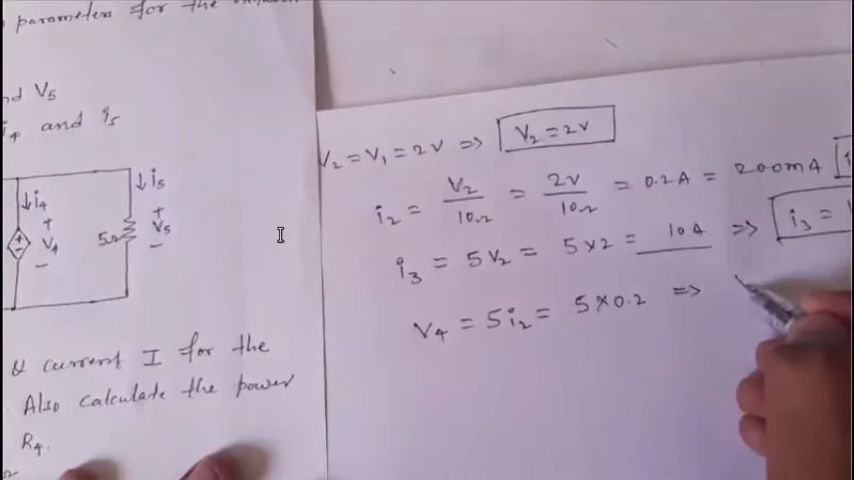 parameters for the
nd V5
i4 and i5
↓i4
+
V4
-
5Ω
↓i5
+
V5
-
& current I for the
. Also calculate the power
R4.
V2 = V1 = 2V => V2 = 2V
i2 = V2/10Ω = 2V/10Ω = 0.2A = 200mA
i3 = 5V2 = 5×2 = 10A => i3 = 1
V4 = 5i2 = 5×0.2 =>